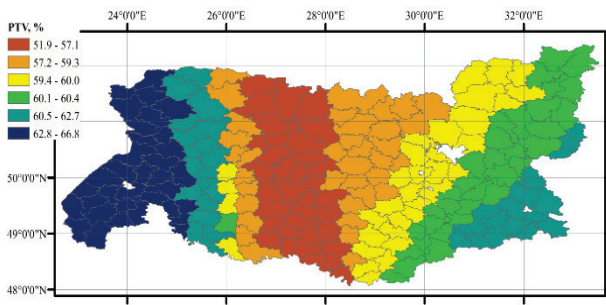 24°0'0"E 26°0'0"E 28°0'0"E 30°0'0"E 32°0'0"E
PTV, %
51.9 - 57.1
57.2 - 59.3
59.4 - 60.0
60.1 - 60.4
60.5 - 62.7
62.8 - 66.8
50°0'0"N
49°0'0"N
48°0'0"N